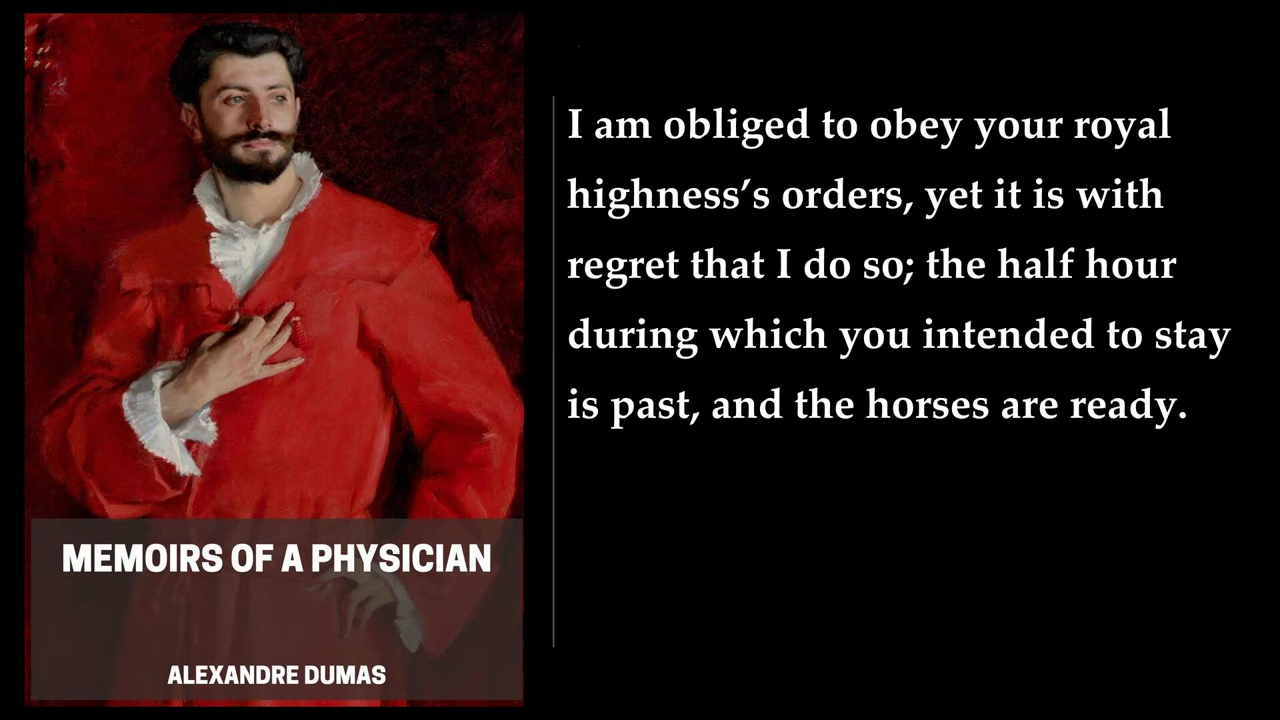 I am obliged to obey your royal
highness’s orders, yet it is with
regret that I do so; the half hour
during which you intended to stay
is past, and the horses are ready.
MEMOIRS OF A PHYSICIAN
ALEXANDRE DUMAS